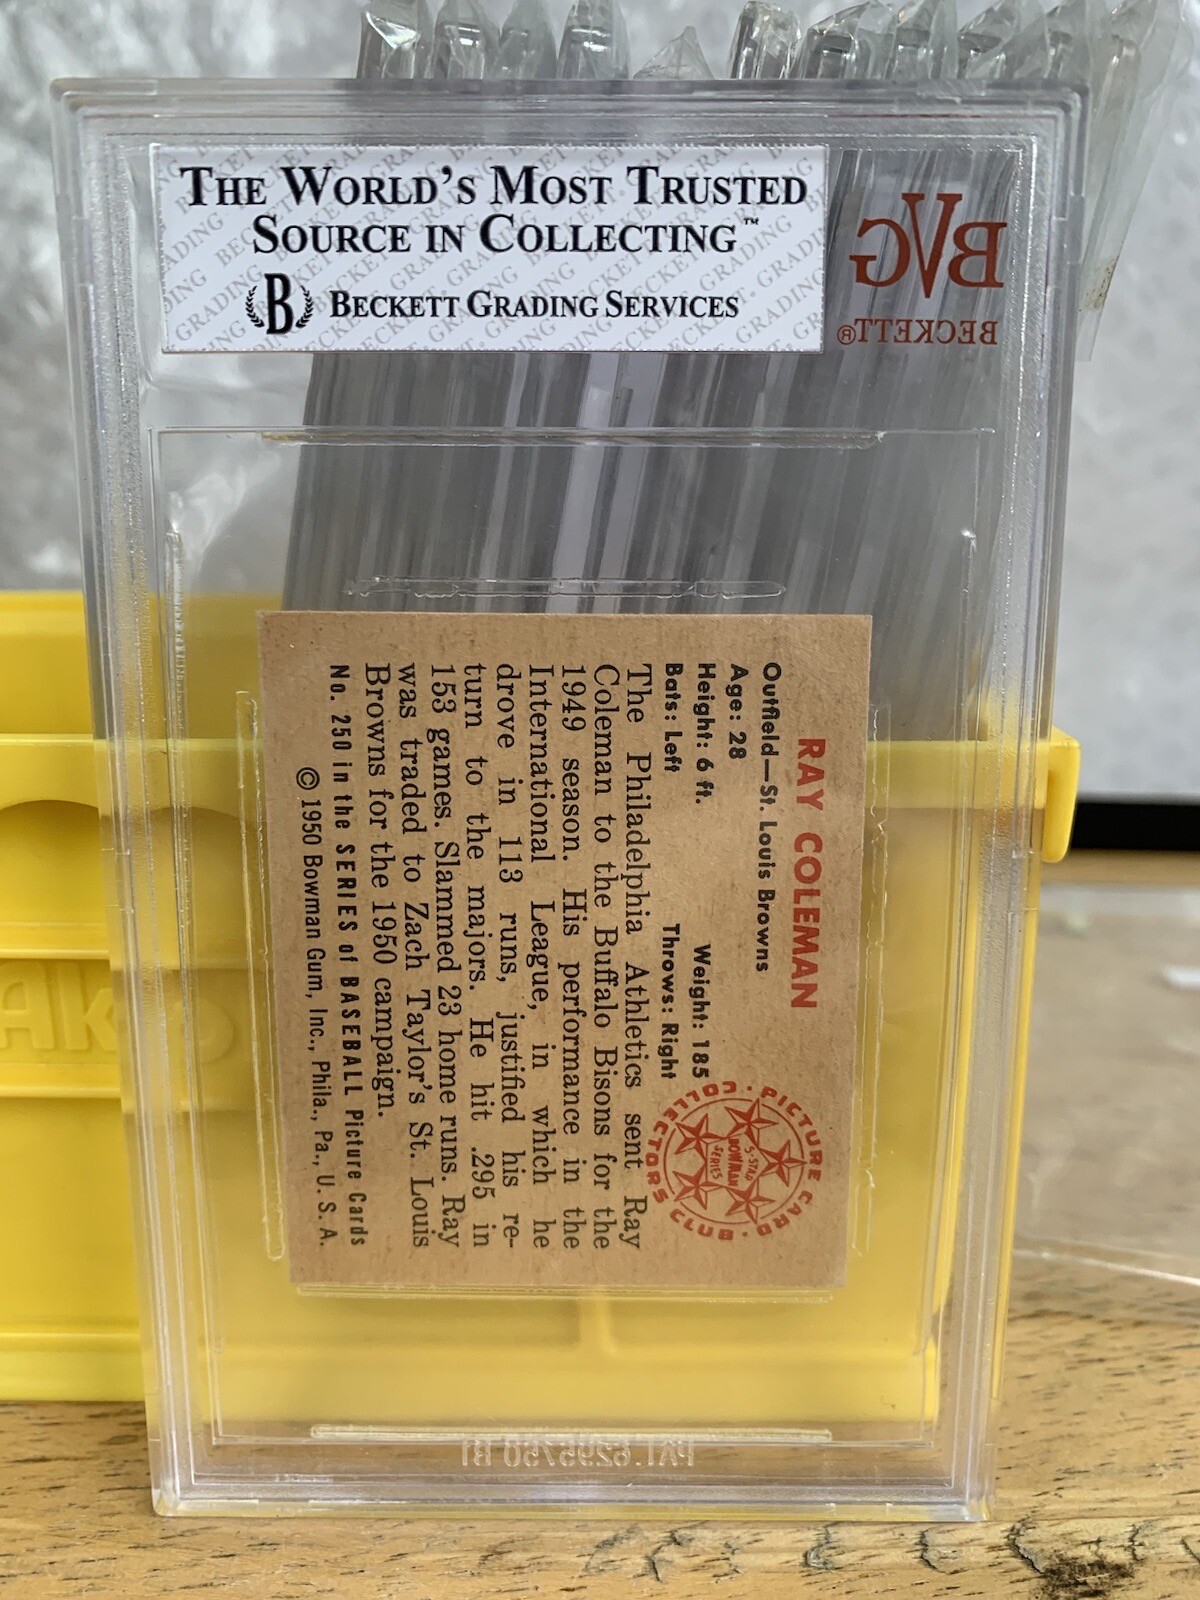 THE WORLD'S MOST TRUSTED
SOURCE IN COLLECTING™
B BECKETT GRADING SERVICES
BVG
BECKETT®
RAY COLEMAN
Outfield—St. Louis Browns
Age: 28
Height: 6 ft. Weight: 185
Bats: Left Throws: Right
The Philadelphia Athletics sent Ray
Coleman to the Buffalo Bisons for the
1949 season. His performance in the
International League, in which he
drove in 113 runs, justified his re-
turn to the majors. He hit .295 in
153 games. Slammed 23 home runs. Ray
was traded to Zach Taylor's St. Louis
Browns for the 1950 campaign.
No. 250 in the SERIES of BASEBALL Picture Cards
© 1950 Bowman Gum, Inc., Phila., Pa., U. S. A.
PICTURE CARD
COLLECTORS CLUB
5-STAR
BOWMAN
SERIES